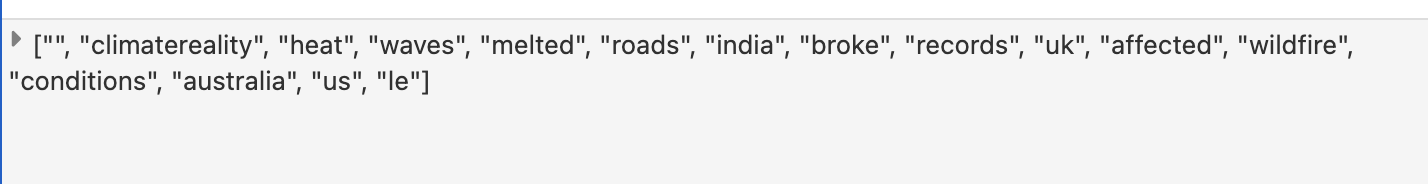 ["", "climatereality", "heat", "waves", "melted", "roads", "india", "broke", "records", "uk", "affected", "wildfire",
"conditions", "australia", "us", "le"]